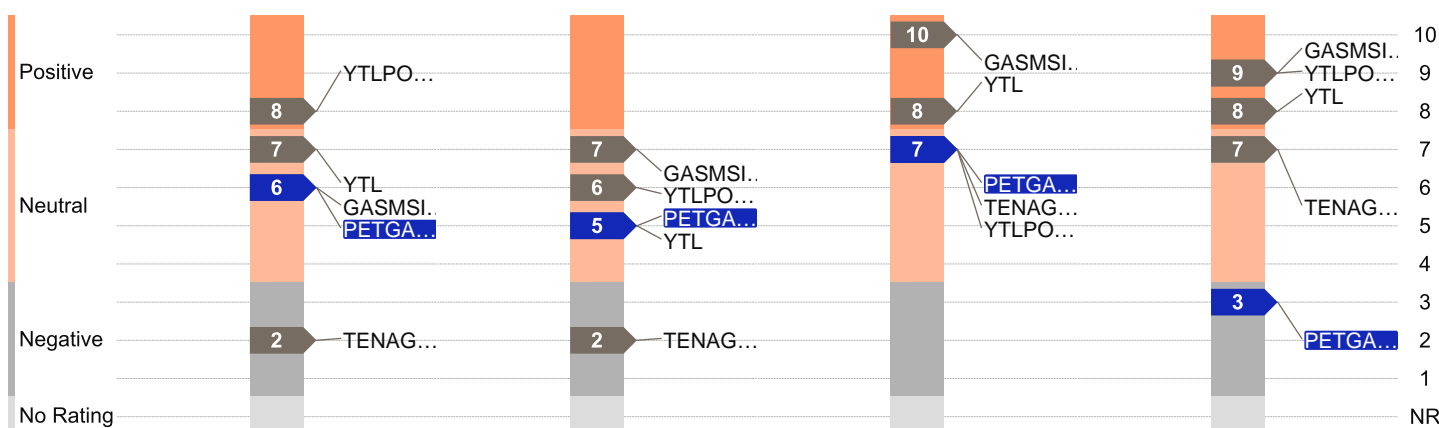 10 10
GASMSI..
GASMSI..
Positive YTLPO... YTL 9 YTLPO... 9
YTL
8 8 8 8
7 7 7 7 7
GASMSI..
YTL PETGA...
6 6 YTLPO... 6
Neutral GASMSI.. PETGA... TENAG... TENAG...
PETGA... 5 YTLPO... 5
YTL
4
3 3
Negative 2 TENAG... 2 TENAG... PETGA... 2
1
No Rating NR